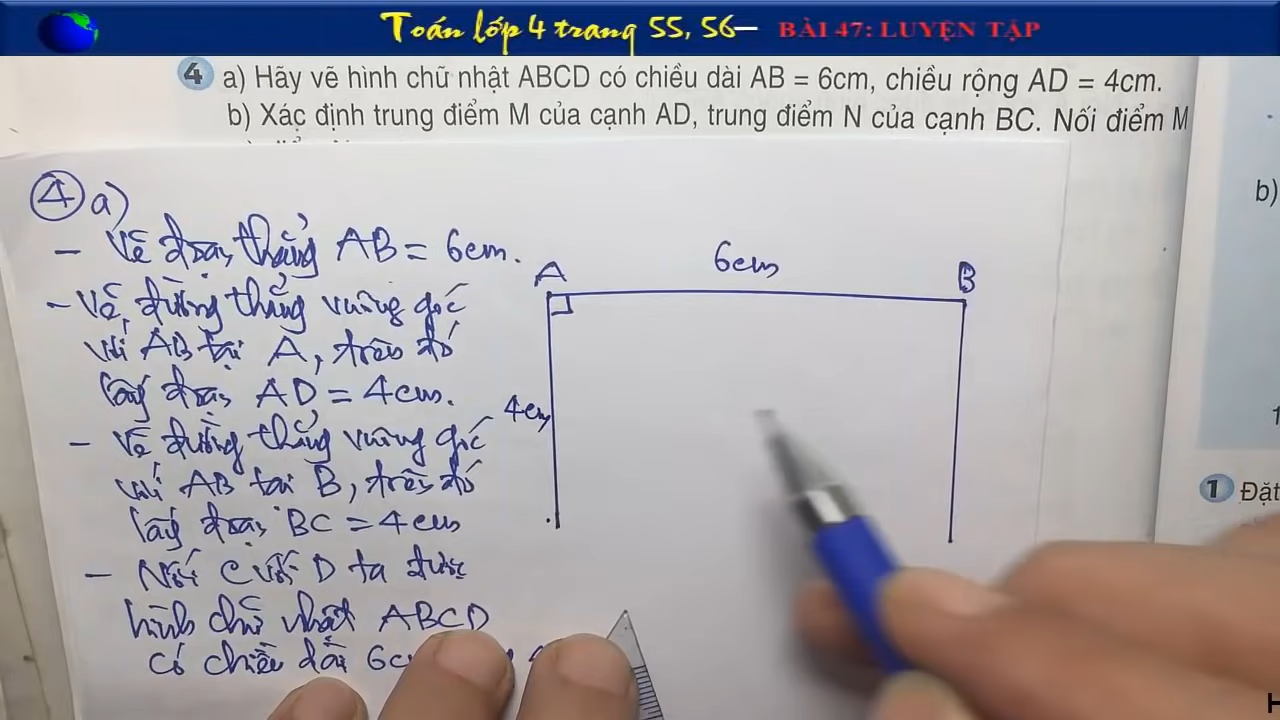 Toán lớp 4 trang 55, 56— BÀI 47: LUYỆN TẬP
4 a) Hãy vẽ hình chữ nhật ABCD có chiều dài AB = 6cm, chiều rộng AD = 4cm.
b) Xác định trung điểm M của cạnh AD, trung điểm N của cạnh BC. Nối điểm M
4 a)
- Vẽ đoạn thẳng AB = 6cm.
- Vẽ đường thẳng vuông góc
với AB tại A, trên đó
lấy đoạn AD = 4cm.
- Vẽ đường thẳng vuông góc
với AB tại B, trên đó
lấy đoạn BC = 4cm
- Nối C với D ta được
hình chữ nhật ABCD
có chiều dài 6c
A
6cm
B
4cm
b)
1 Đặt
H